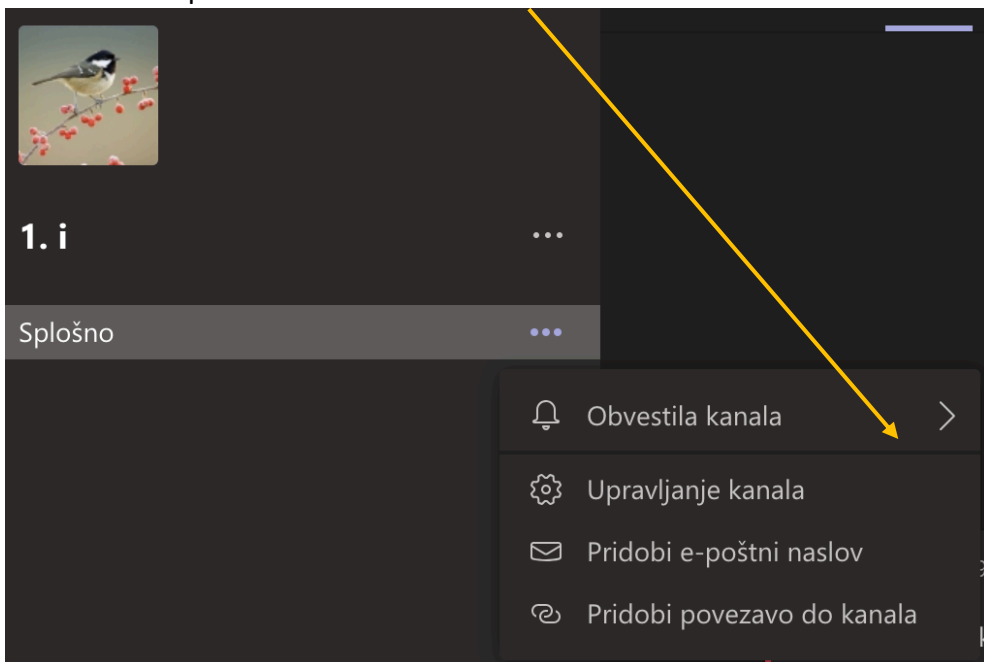 1. i
Splošno
Obvestila kanala
Upravljanje kanala
Pridobi e-poštni naslov
Pridobi povezavo do kanala